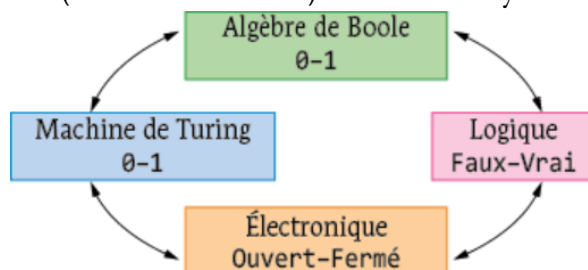 Algèbre de Boole
0–1
Machine de Turing
0–1
Logique
Faux–Vrai
Électronique
Ouvert–Fermé